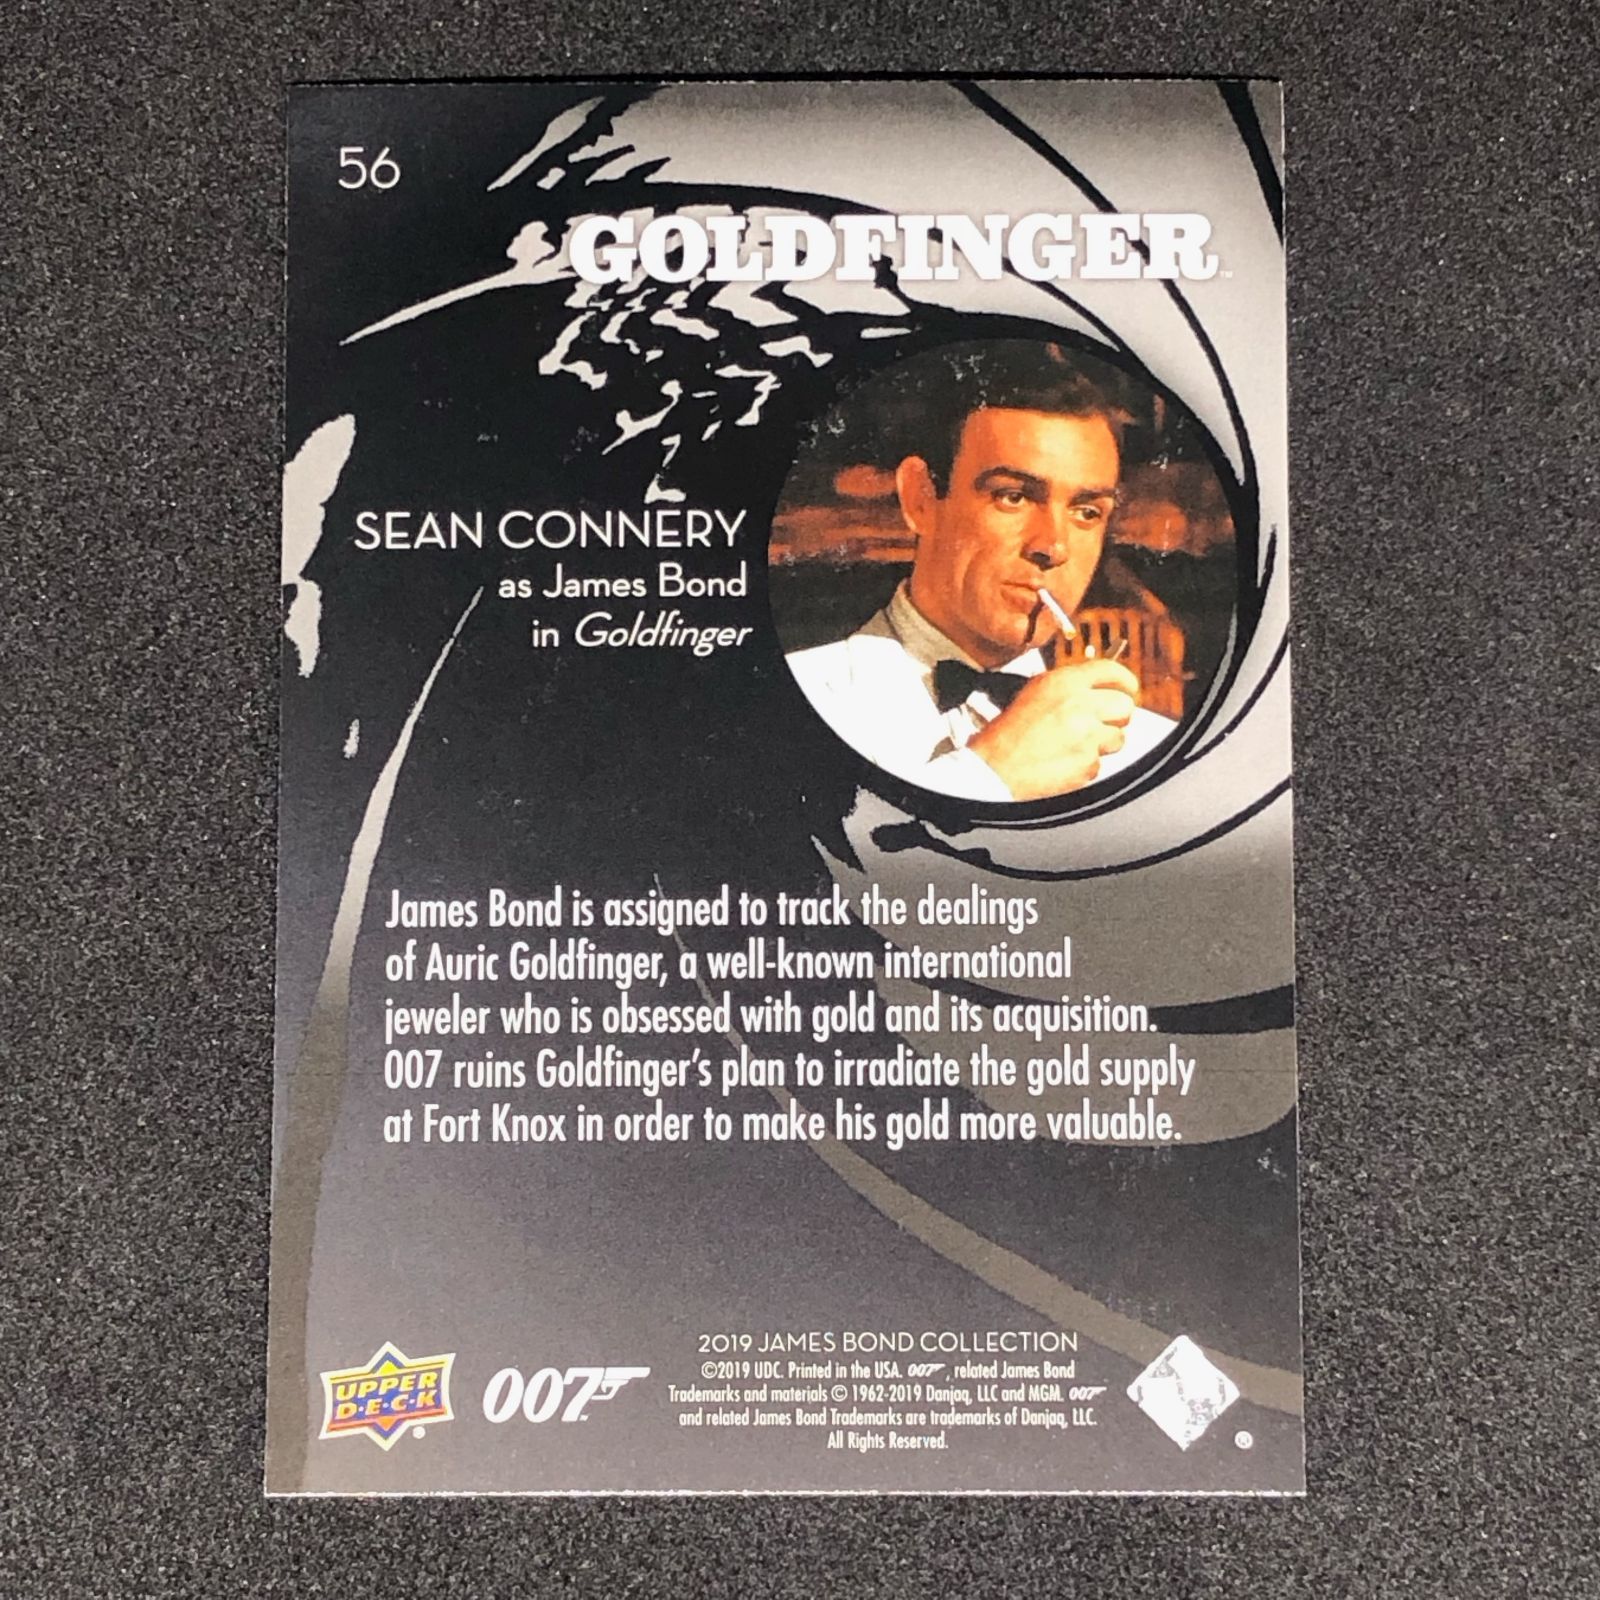 56
GOLDFINGER™
SEAN CONNERY
as James Bond
in Goldfinger
James Bond is assigned to track the dealings
of Auric Goldfinger, a well-known international
jeweler who is obsessed with gold and its acquisition.
007 ruins Goldfinger's plan to irradiate the gold supply
at Fort Knox in order to make his gold more valuable.
UPPER
D·E·C·K
®
007
2019 JAMES BOND COLLECTION
©2019 UDC. Printed in the USA. 007, related James Bond
Trademarks and materials © 1962-2019 Danjaq, LLC and MGM. 007
and related James Bond Trademarks are trademarks of Danjaq, LLC.
All Rights Reserved.